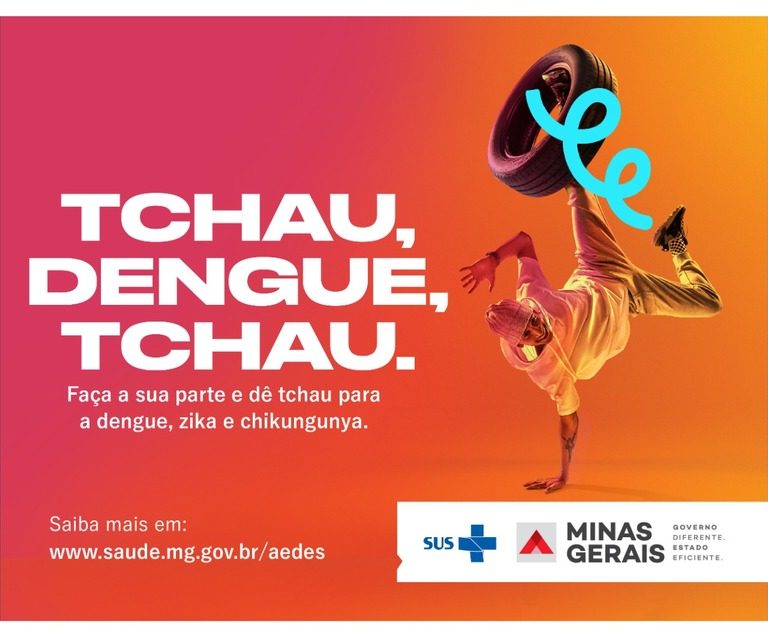 TCHAU,
DENGUE,
TCHAU.
Faça a sua parte e dê tchau para
a dengue, zika e chikungunya.
Saiba mais em:
www.saude.mg.gov.br/aedes
SUS
MINAS
GERAIS
GOVERNO
DIFERENTE.
ESTADO
EFICIENTE.